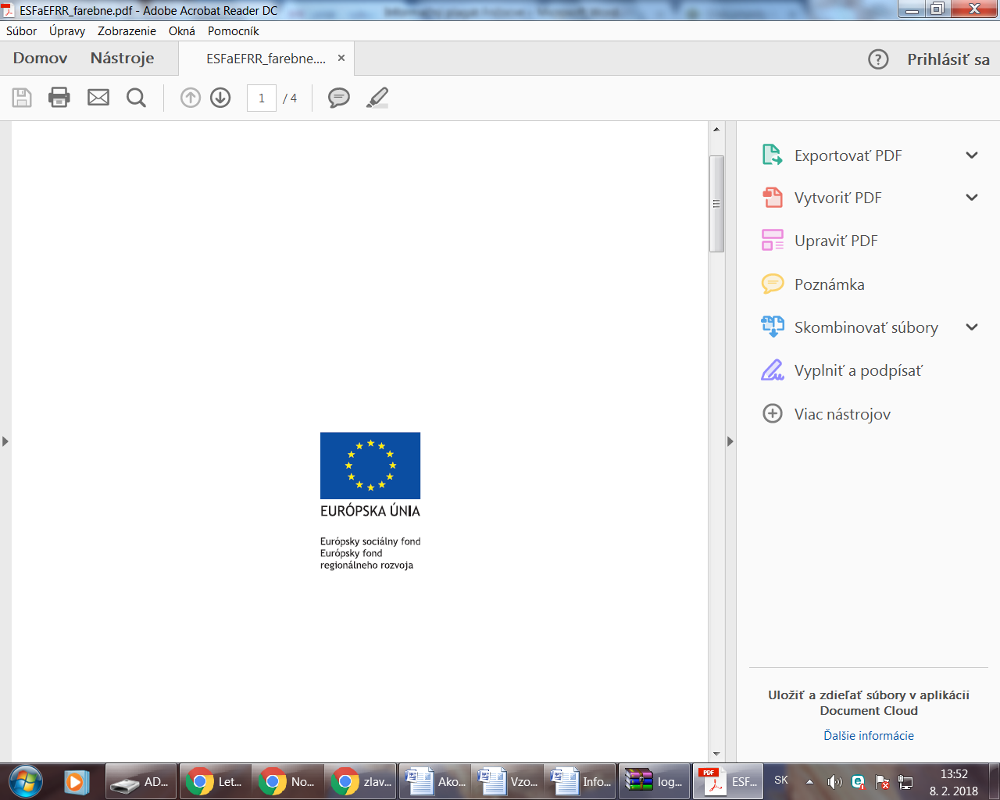 ESFaEFRR_farebne.pdf - Adobe Acrobat Reader DC
Súbor Úpravy Zobrazenie Okná Pomocník
Domov Nástroje ESFaEFRR_farebne.... × Prihlásiť sa
1 / 4
Exportovať PDF
Vytvoriť PDF
Upraviť PDF
Poznámka
Skombinovať súbory
Vyplniť a podpísať
Viac nástrojov
EURÓPSKA ÚNIA
Európsky sociálny fond
Európsky fond
regionálneho rozvoja
Uložiť a zdieľať súbory v aplikácii
Document Cloud
Ďalšie informácie
AD... Let... No... zlav... Ako... Vzo... Info... log... PDF ESF... SK 13:52
8. 2. 2018